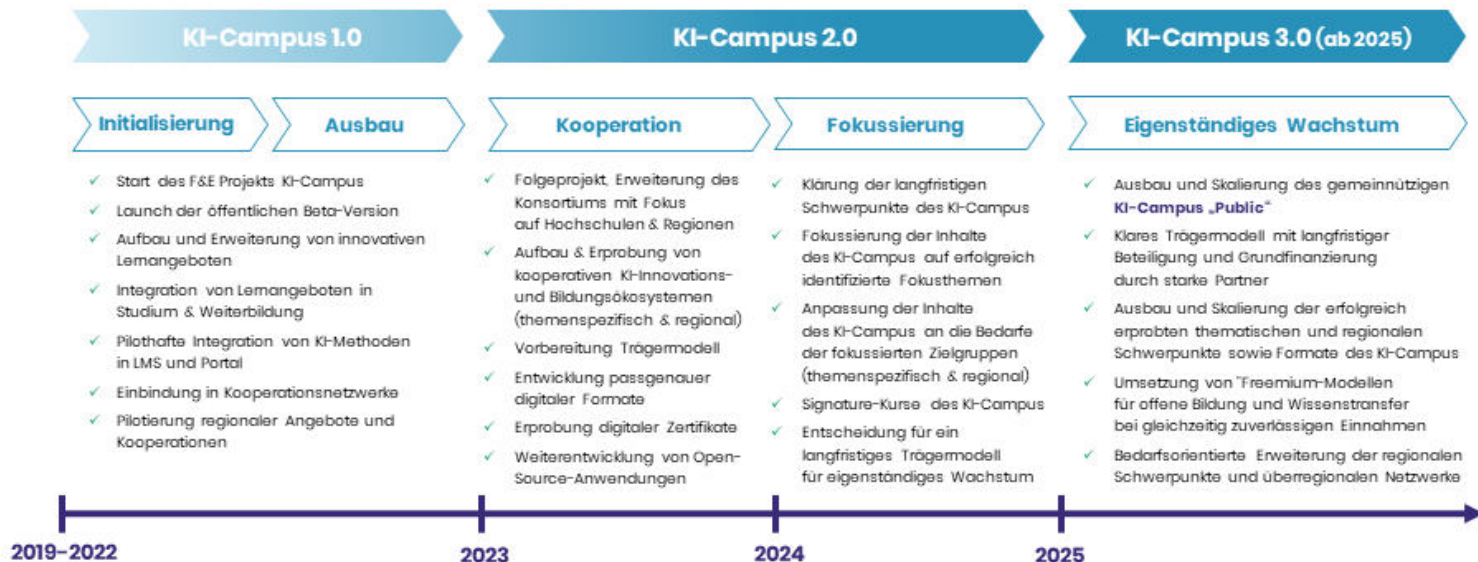 KI-Campus 1.0
KI-Campus 2.0
KI-Campus 3.0 (ab 2025)
Initialisierung
Ausbau
Kooperation
Fokussierung
Eigenständiges Wachstum
Start des F&E Projekts KI-Campus
Launch der öffentlichen Beta-Version
Aufbau und Erweiterung von innovativen
Lernangeboten
Integration von Lernangeboten in
Studium & Weiterbildung
Pilothafte Integration von KI-Methoden
in LMS und Portal
Einbindung in Kooperationsnetzwerke
Pilotierung regionaler Angebote und
Kooperationen
Folgeprojekt, Erweiterung des
Konsortiums mit Fokus
auf Hochschulen & Regionen
Aufbau & Erprobung von
kooperativen KI-Innovations-
und Bildungsökosystemen
(themenspezifisch & regional)
Vorbereitung Trägermodell
Entwicklung passgenauer
digitaler Formate
Erprobung digitaler Zertifikate
Weiterentwicklung von Open-
Source-Anwendungen
Klärung der langfristigen
Schwerpunkte des KI-Campus
Fokussierung der Inhalte
des KI-Campus auf erfolgreich
identifizierte Fokusthemen
Anpassung der Inhalte
des KI-Campus an die Bedarfe
der fokussierten Zielgruppen
(themenspezifisch & regional)
Signature-Kurse des KI-Campus
Entscheidung für ein
langfristiges Trägermodell
für eigenständiges Wachstum
Ausbau und Skalierung des gemeinnützigen
KI-Campus „Public“
Klares Trägermodell mit langfristiger
Beteiligung und Grundfinanzierung
durch starke Partner
Ausbau und Skalierung der erfolgreich
erprobten thematischen und regionalen
Schwerpunkte sowie Formate des KI-Campus
Umsetzung von "Freemium-Modellen
für offene Bildung und Wissenstransfer
bei gleichzeitig zuverlässigen Einnahmen
Bedarfsorientierte Erweiterung der regionalen
Schwerpunkte und überregionalen Netzwerke
2019-2022
2023
2024
2025